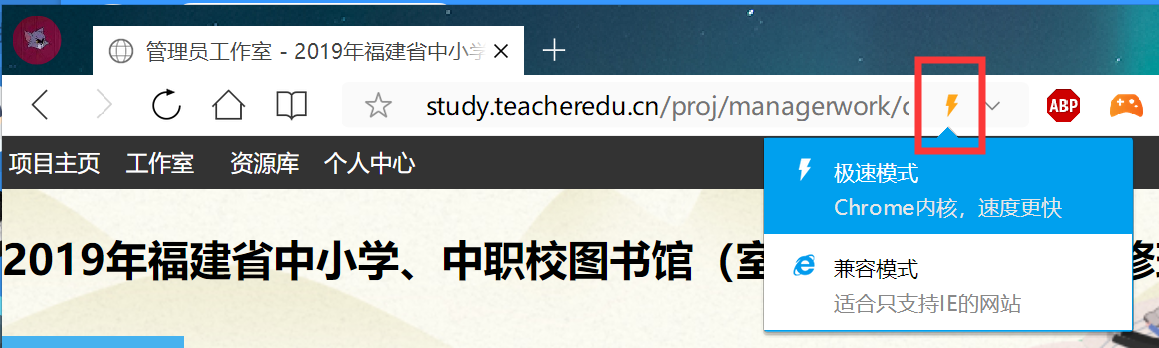 管理员工作室 - 2019年福建省中小学
study.teacheredu.cn/proj/managerwork/
ABP
项目主页 工作室 资源库 个人中心
极速模式
Chrome内核，速度更快
2019年福建省中小学、中职校图书馆（室
兼容模式
适合只支持IE的网站